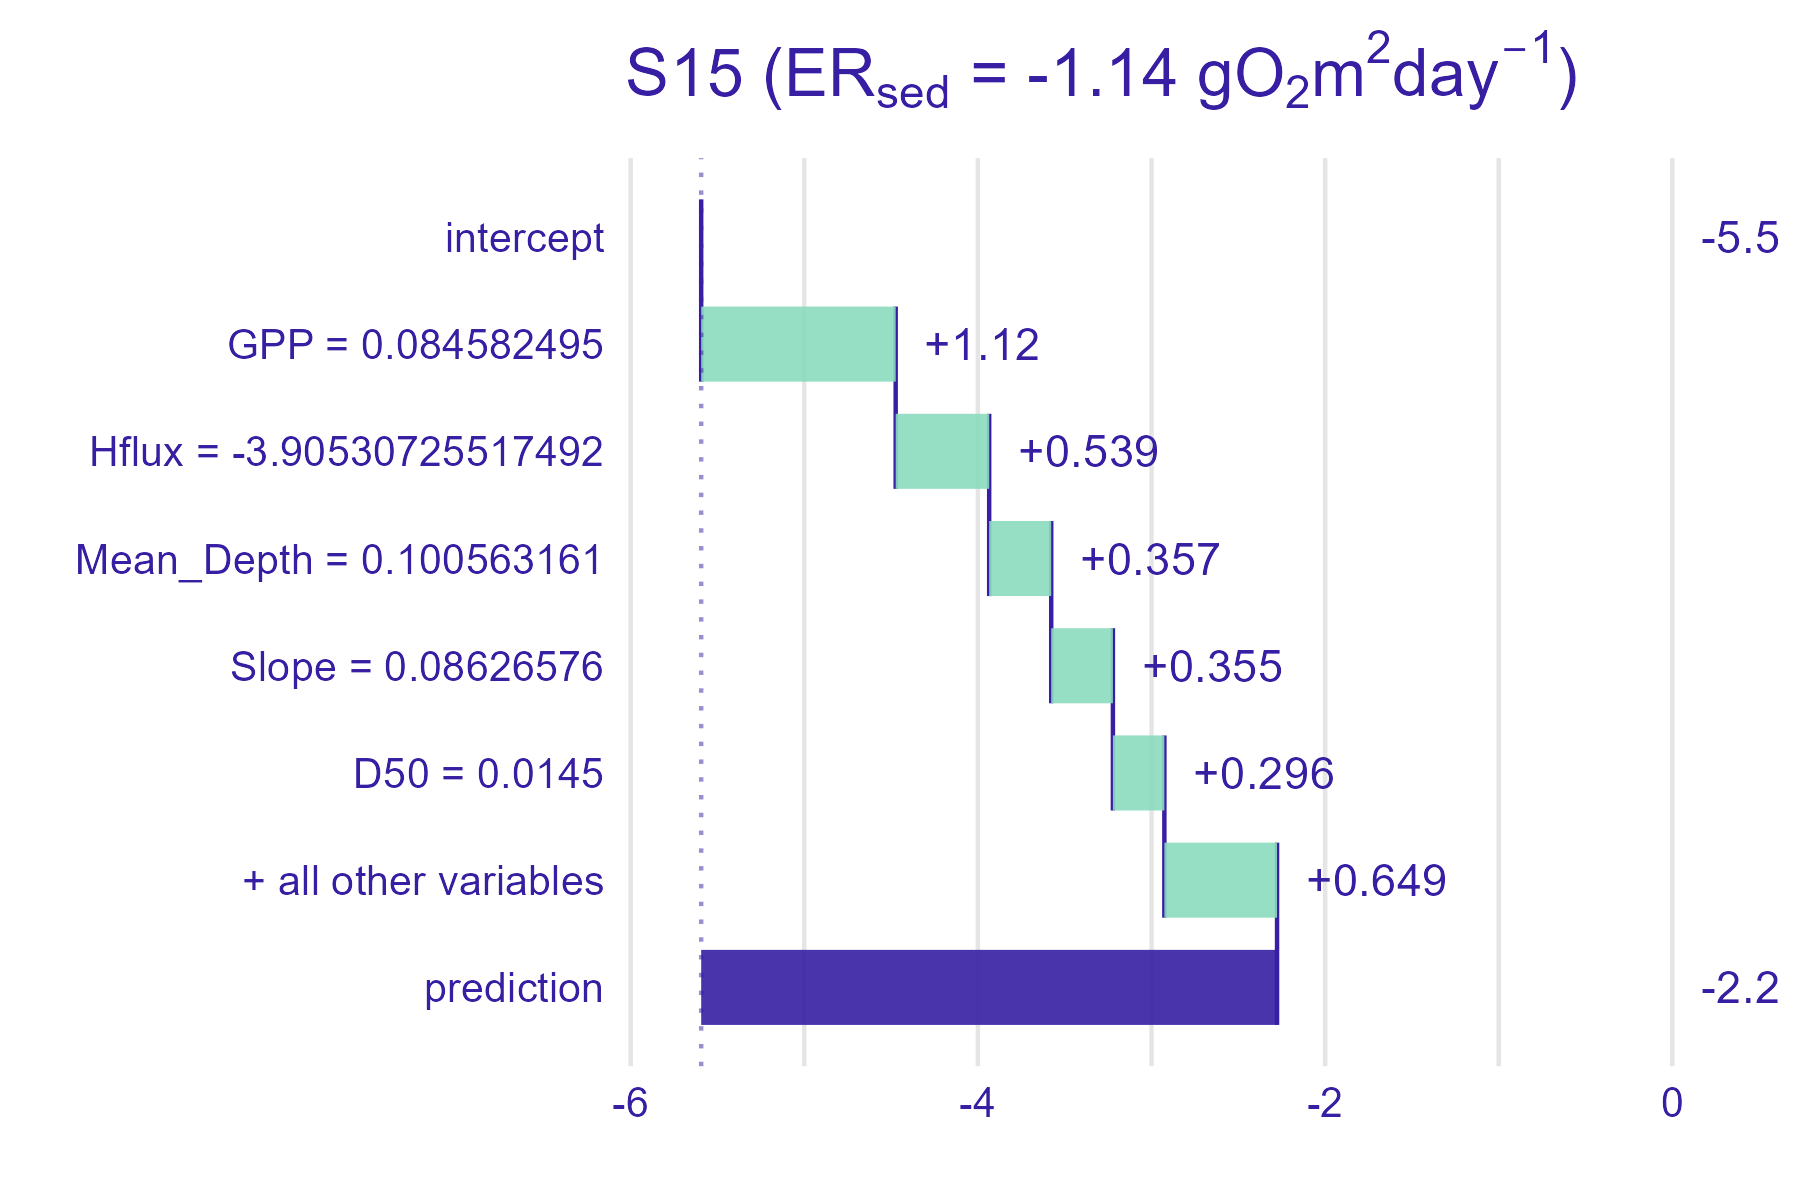 S15 (ERsed = -1.14 gO₂m²day⁻¹)
intercept -5.5
GPP = 0.084582495 +1.12
Hflux = -3.90530725517492 +0.539
Mean_Depth = 0.100563161 +0.357
Slope = 0.08626576 +0.355
D50 = 0.0145 +0.296
+ all other variables +0.649
prediction -2.2
-6 -4 -2 0